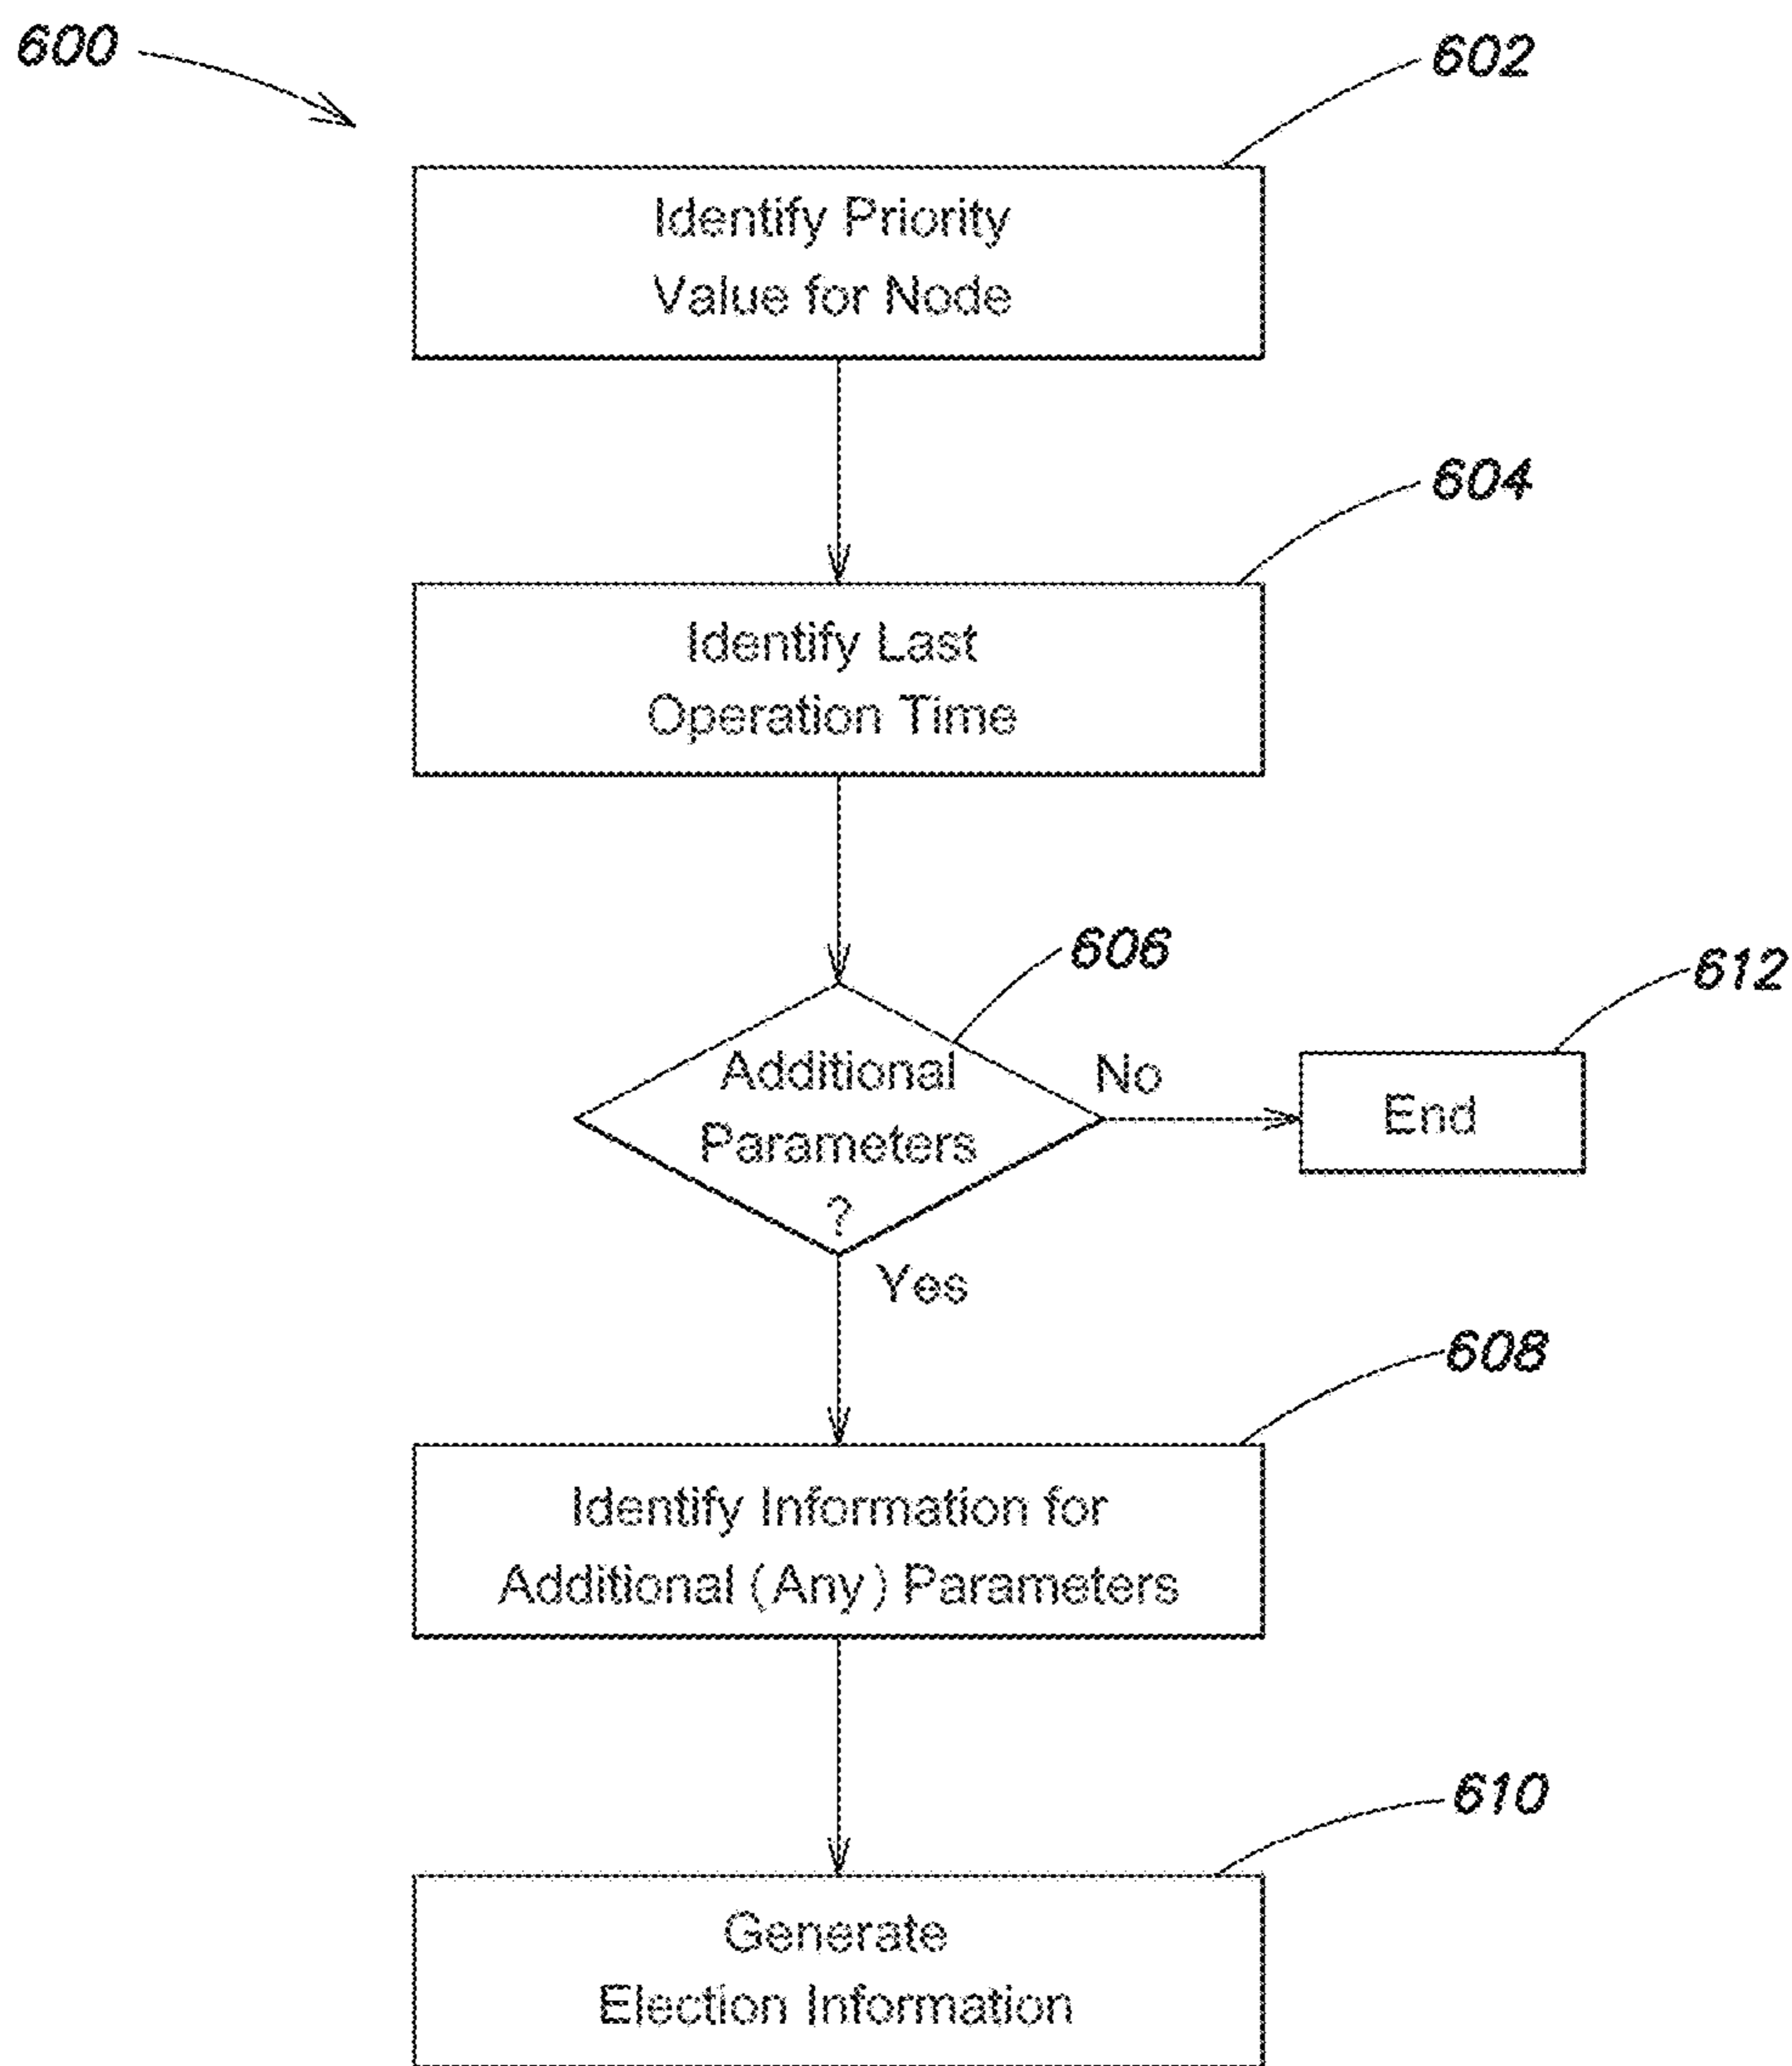 600
602
Identify Priority
Value for Node
604
Identify Last
Operation Time
606
612
Additional
Parameters
?
No
End
Yes
608
Identify Information for
Additional (Any) Parameters
610
Generate
Election Information